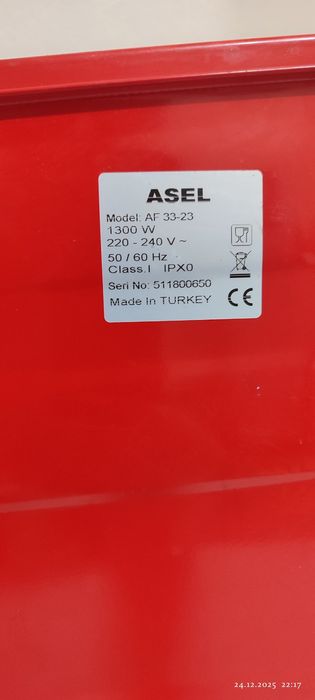 ASEL
Model: AF 33-23
1300 W
220 - 240 V ~
50 / 60 Hz
Class.I IPX0
Seri No: 511800650
Made In TURKEY CE
24.12.2025 22:17